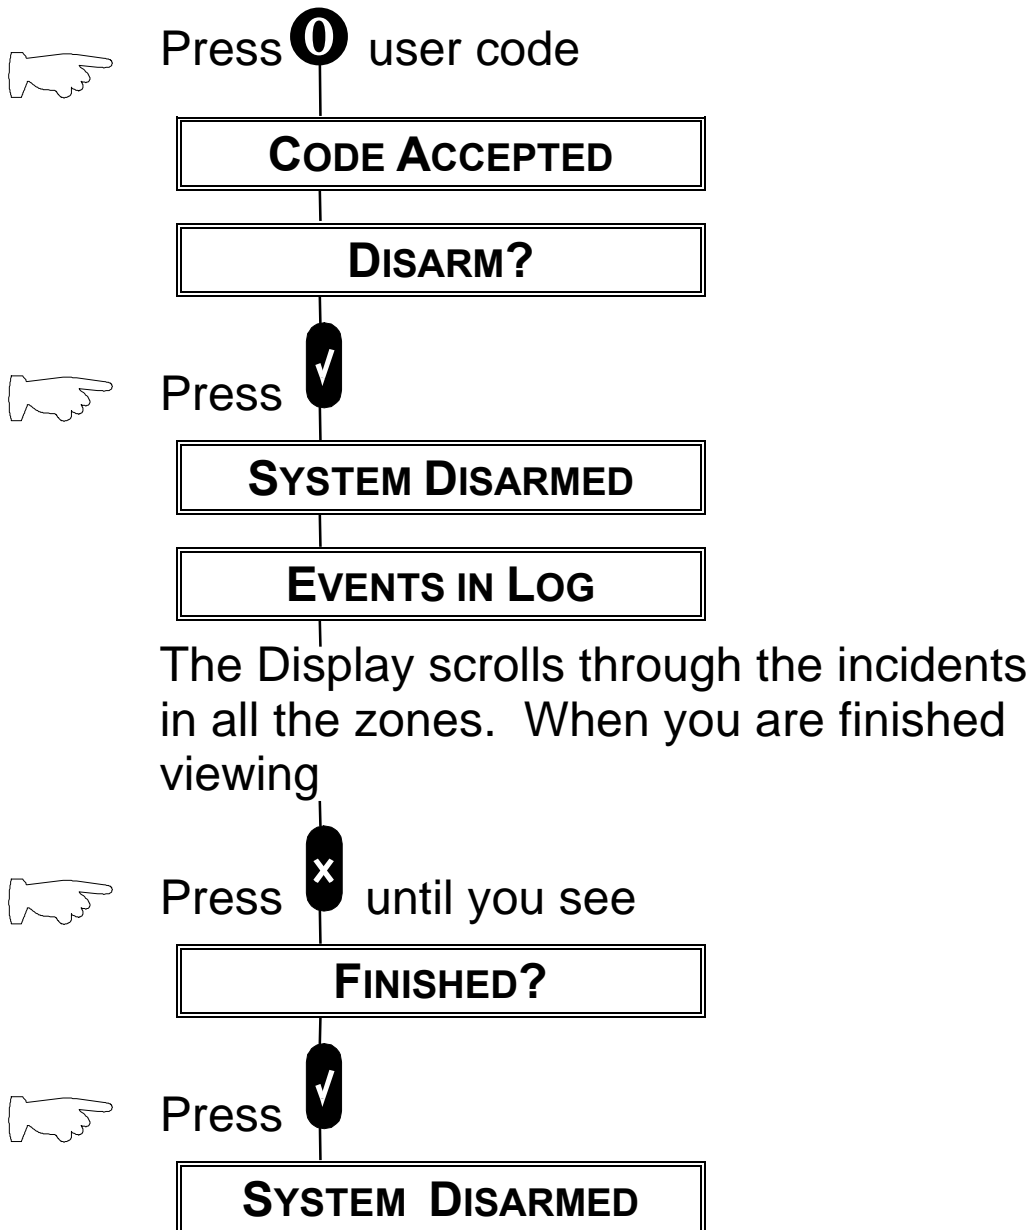 Press 0 user code
CODE ACCEPTED
DISARM?
Press √
SYSTEM DISARMED
EVENTS IN LOG
The Display scrolls through the incidents
in all the zones. When you are finished
viewing
Press x until you see
FINISHED?
Press √
SYSTEM DISARMED